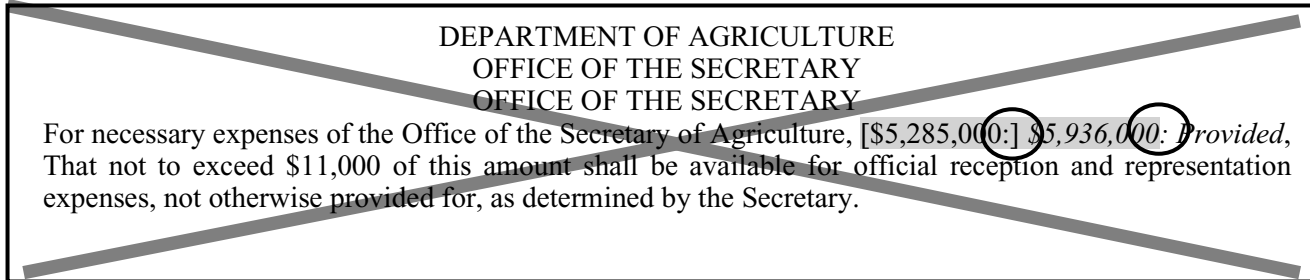 DEPARTMENT OF AGRICULTURE
OFFICE OF THE SECRETARY
OFFICE OF THE SECRETARY
For necessary expenses of the Office of the Secretary of Agriculture, [$5,285,000:] $5,936,000: Provided,
That not to exceed $11,000 of this amount shall be available for official reception and representation
expenses, not otherwise provided for, as determined by the Secretary.